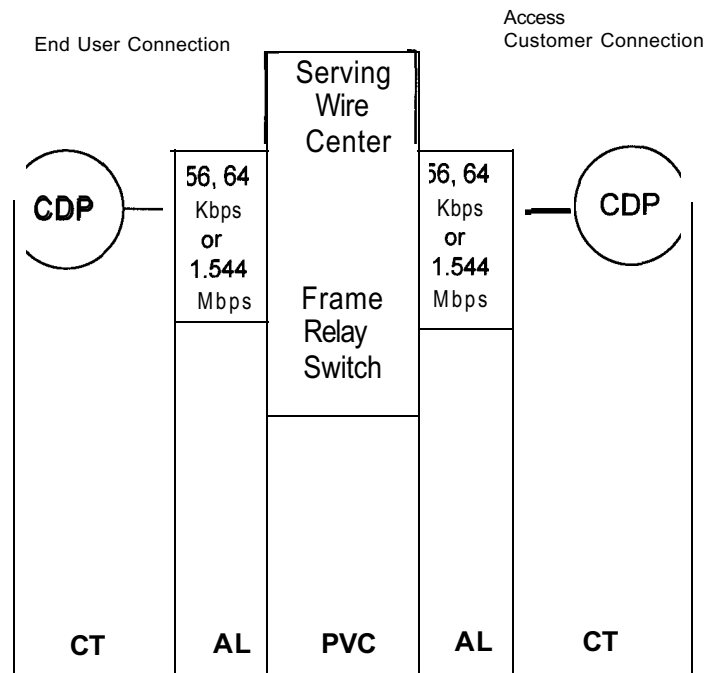 End User Connection
Access
Customer Connection
Serving
Wire
Center
CDP
56, 64
Kbps
or
1.544
Mbps
Frame
Relay
Switch
56, 64
Kbps
or
1.544
Mbps
CDP
CT
AL
PVC
AL
CT